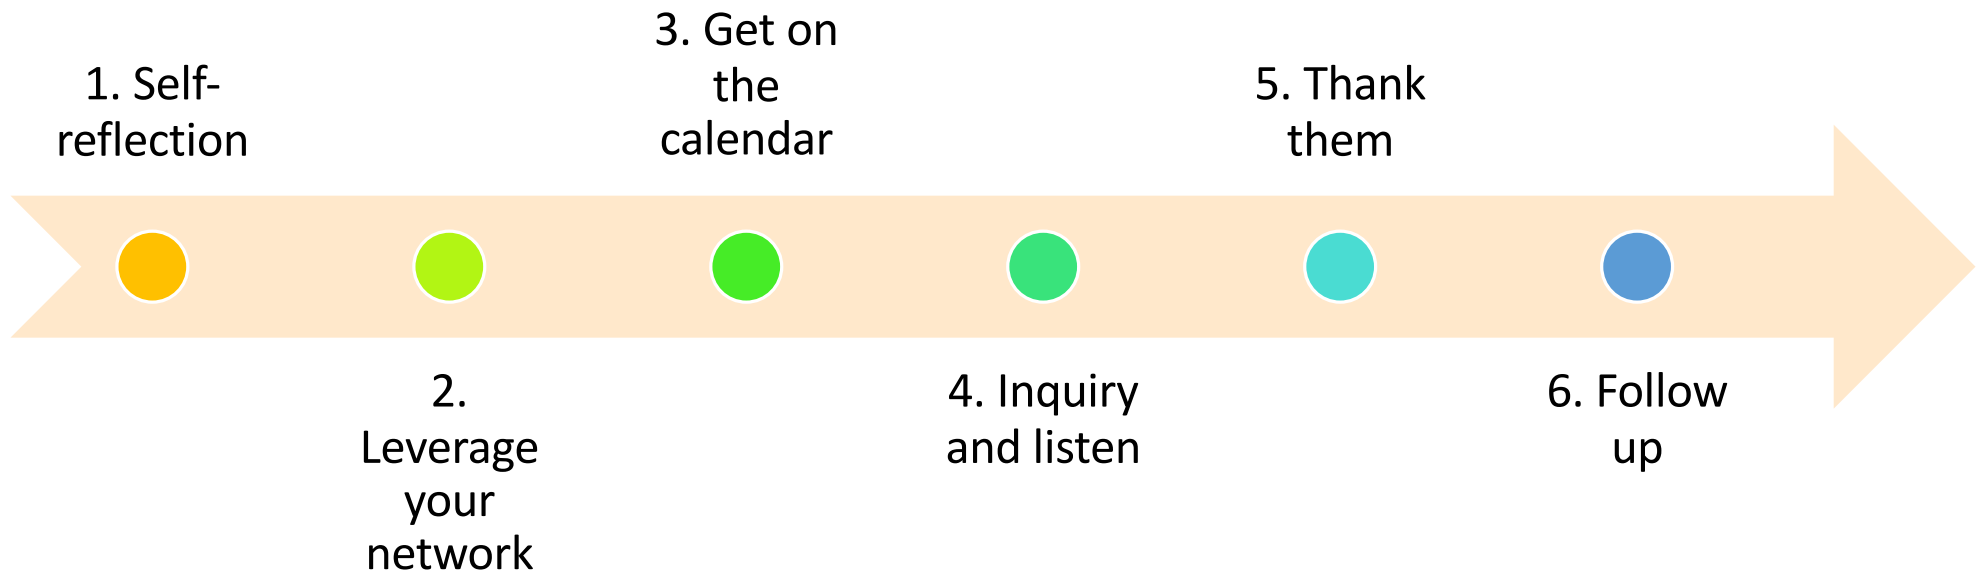 1. Self-
reflection
2.
Leverage
your
network
3. Get on
the
calendar
4. Inquiry
and listen
5. Thank
them
6. Follow
up